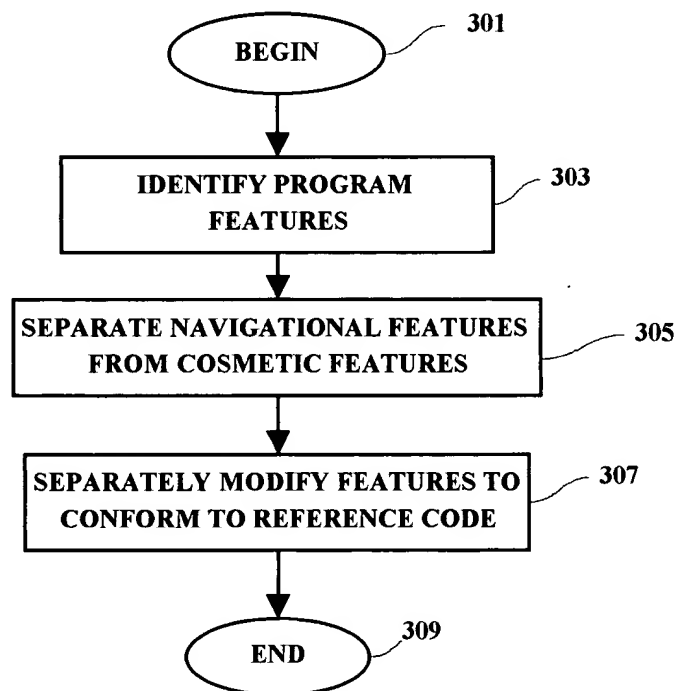 BEGIN
301
IDENTIFY PROGRAM
FEATURES
303
SEPARATE NAVIGATIONAL FEATURES
FROM COSMETIC FEATURES
305
SEPARATELY MODIFY FEATURES TO
CONFORM TO REFERENCE CODE
307
END
309